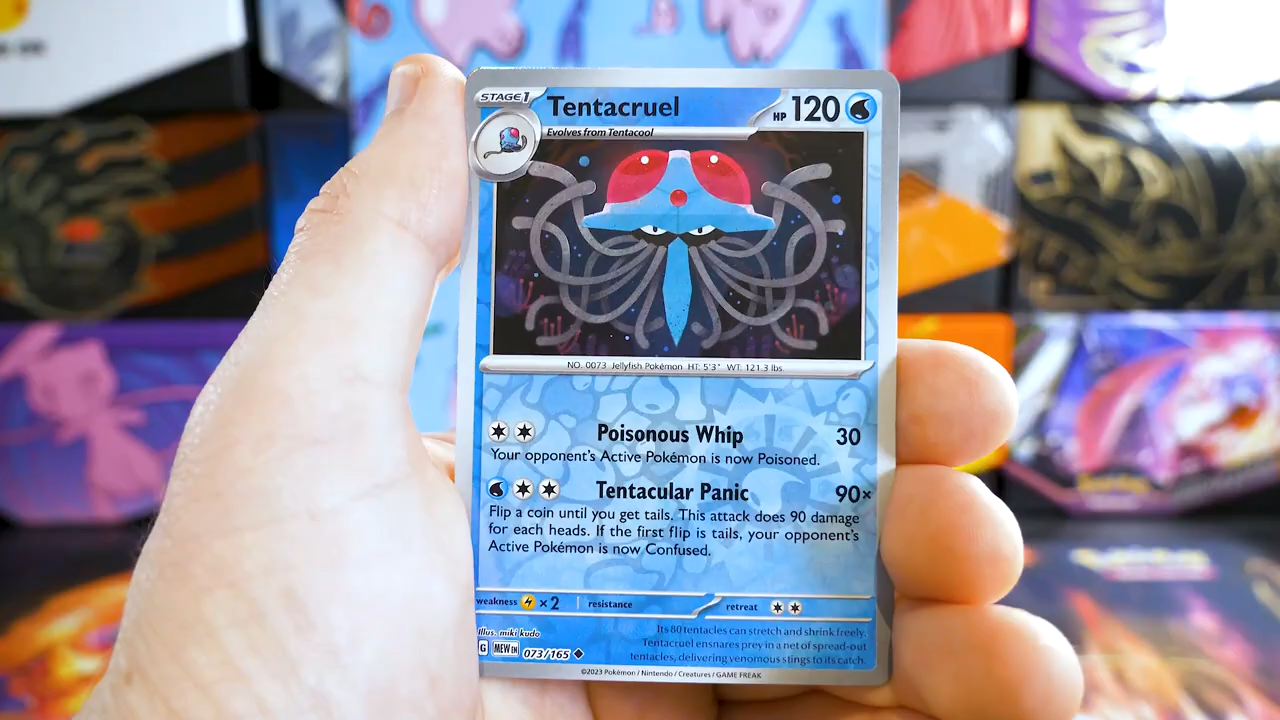 STAGE1 Tentacruel HP 120
Evolves from Tentacool
NO. 0073 Jellyfish Pokémon HT: 5'3" WT: 121.3 lbs.
Poisonous Whip 30
Your opponent's Active Pokémon is now Poisoned.
Tentacular Panic 90×
Flip a coin until you get tails. This attack does 90 damage
for each heads. If the first flip is tails, your opponent's
Active Pokémon is now Confused.
weakness ×2 resistance retreat
Illus. miki kudo
G MEW EN 073/165
Its 80 tentacles can stretch and shrink freely.
Tentacruel ensnares prey in a net of spread-out
tentacles, delivering venomous stings to its catch.
©2023 Pokémon / Nintendo / Creatures / GAME FREAK